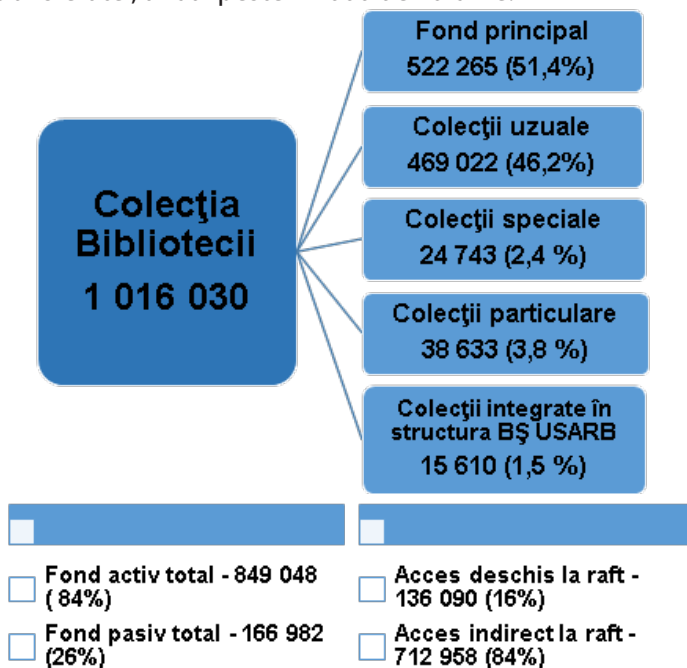 Colecţia
Bibliotecii
1 016 030
Fond principal
522 265 (51,4%)
Colecţii uzuale
469 022 (46,2%)
Colecţii speciale
24 743 (2,4 %)
Colecţii particulare
38 633 (3,8 %)
Colecţii integrate în
structura BŞ USARB
15 610 (1,5 %)
Fond activ total - 849 048
( 84%)
Fond pasiv total - 166 982
(26%)
Acces deschis la raft -
136 090 (16%)
Acces indirect la raft -
712 958 (84%)